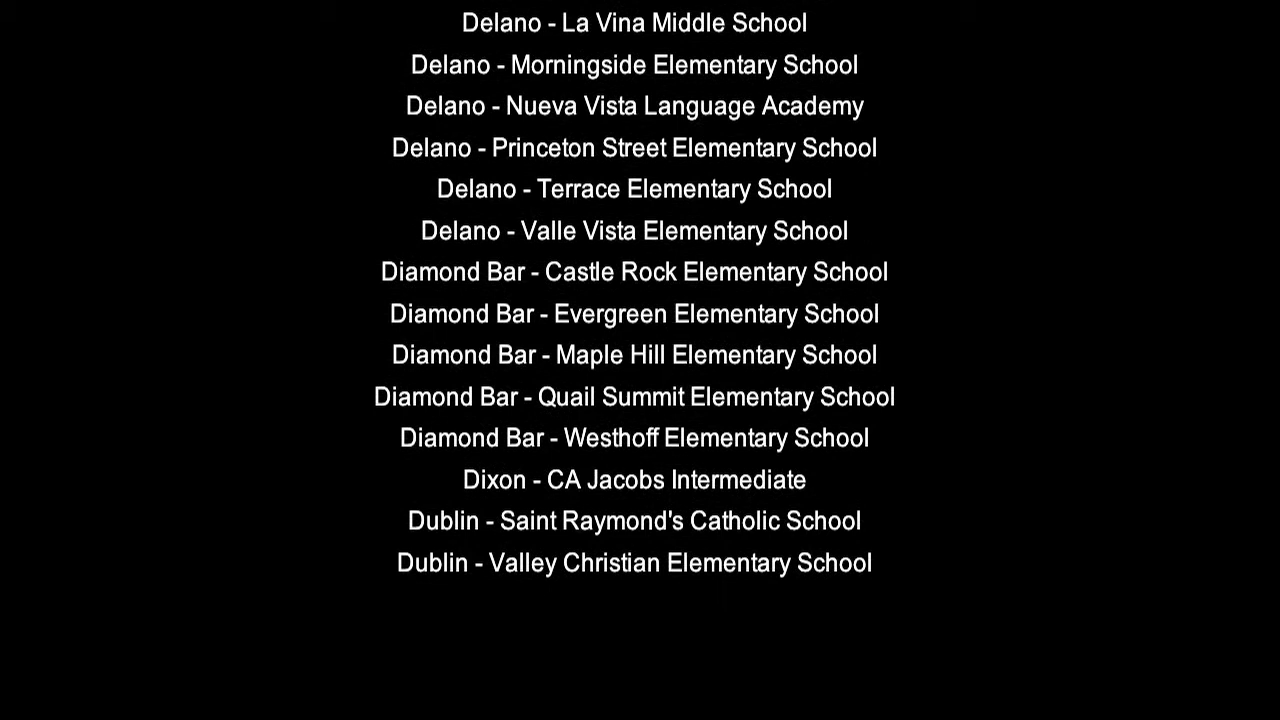 Delano - La Vina Middle School
Delano - Morningside Elementary School
Delano - Nueva Vista Language Academy
Delano - Princeton Street Elementary School
Delano - Terrace Elementary School
Delano - Valle Vista Elementary School
Diamond Bar - Castle Rock Elementary School
Diamond Bar - Evergreen Elementary School
Diamond Bar - Maple Hill Elementary School
Diamond Bar - Quail Summit Elementary School
Diamond Bar - Westhoff Elementary School
Dixon - CA Jacobs Intermediate
Dublin - Saint Raymond's Catholic School
Dublin - Valley Christian Elementary School